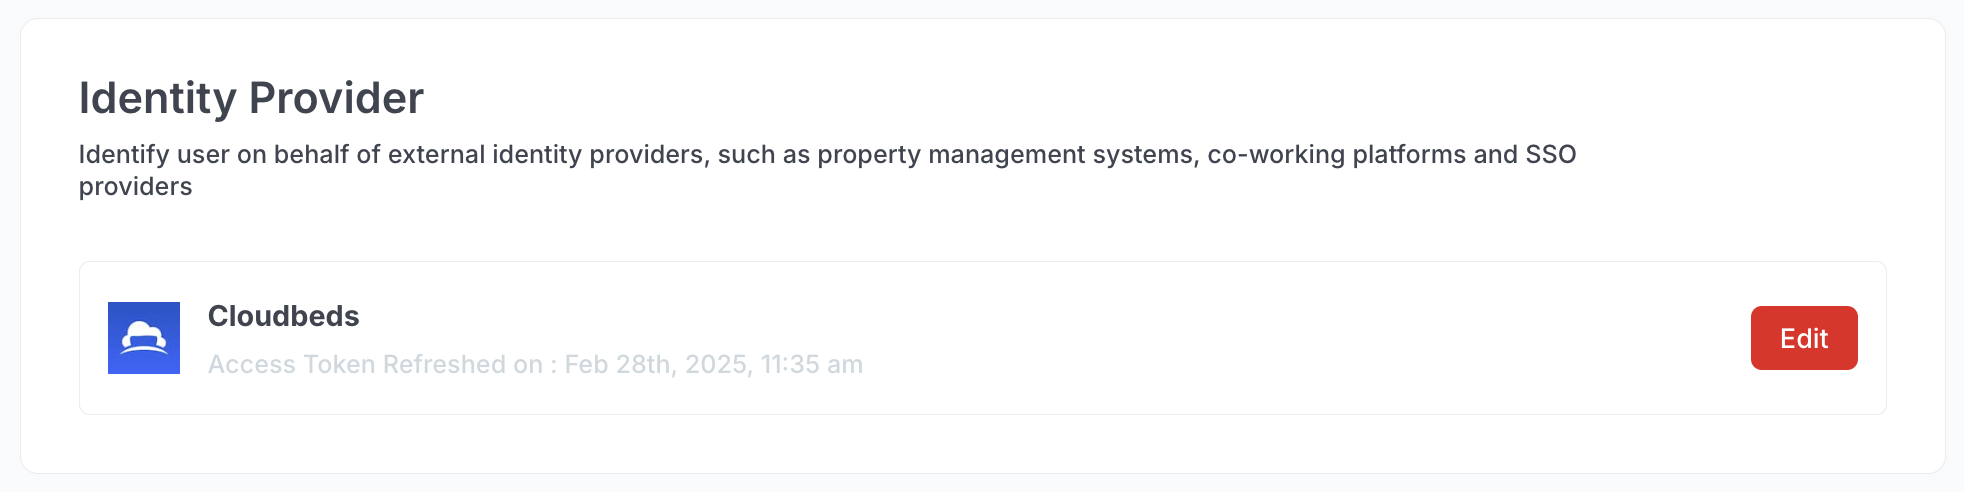 Identity Provider
Identify user on behalf of external identity providers, such as property management systems, co-working platforms and SSO
providers
Cloudbeds
Access Token Refreshed on : Feb 28th, 2025, 11:35 am
Edit